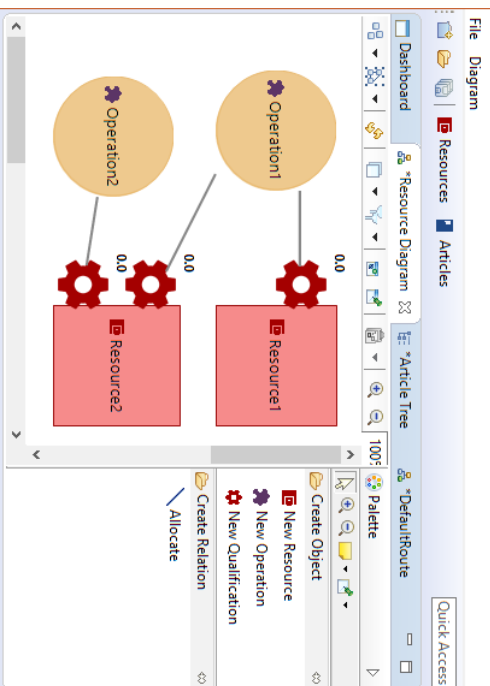 File Diagram
Resources Articles
Quick Access
Dashboard *Resource Diagram *Article Tree *DefaultRoute
100%
Palette
Create Object
New Resource
New Operation
New Qualification
Create Relation
Allocate
Operation1
0.0
Resource1
Operation2
0.0
0.0
Resource2